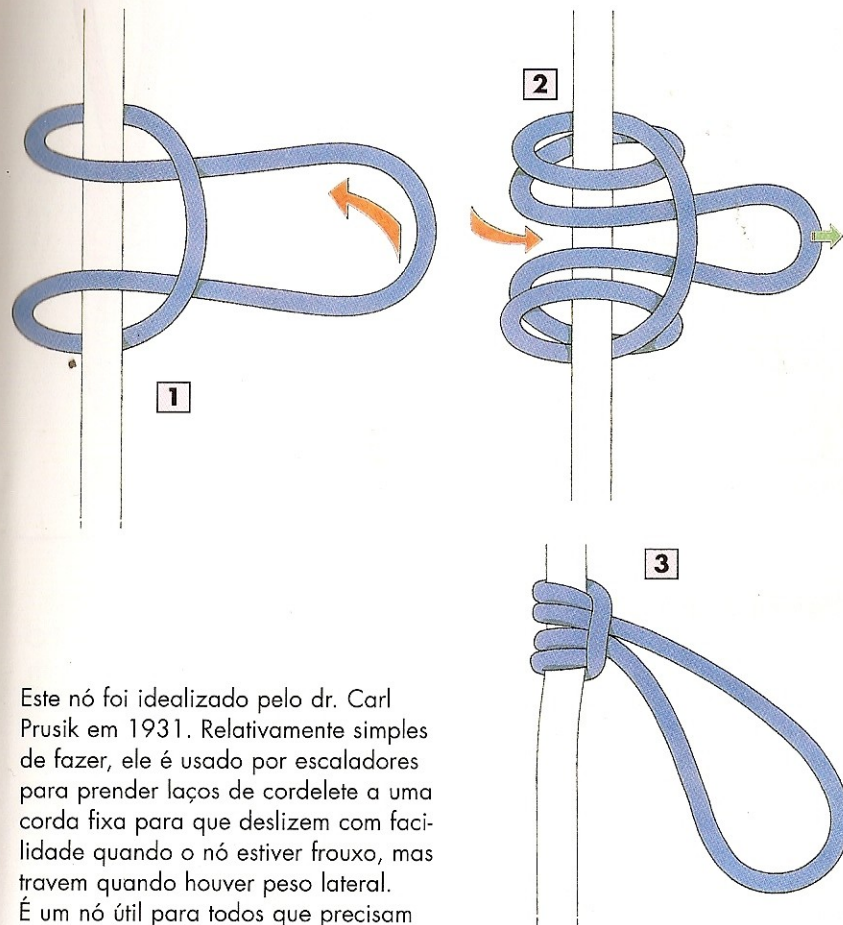 1
2
3
Este nó foi idealizado pelo dr. Carl
Prusik em 1931. Relativamente simples
de fazer, ele é usado por escaladores
para prender laços de cordelete a uma
corda fixa para que deslizem com faci-
lidade quando o nó estiver frouxo, mas
travem quando houver peso lateral.
É um nó útil para todos que precisam